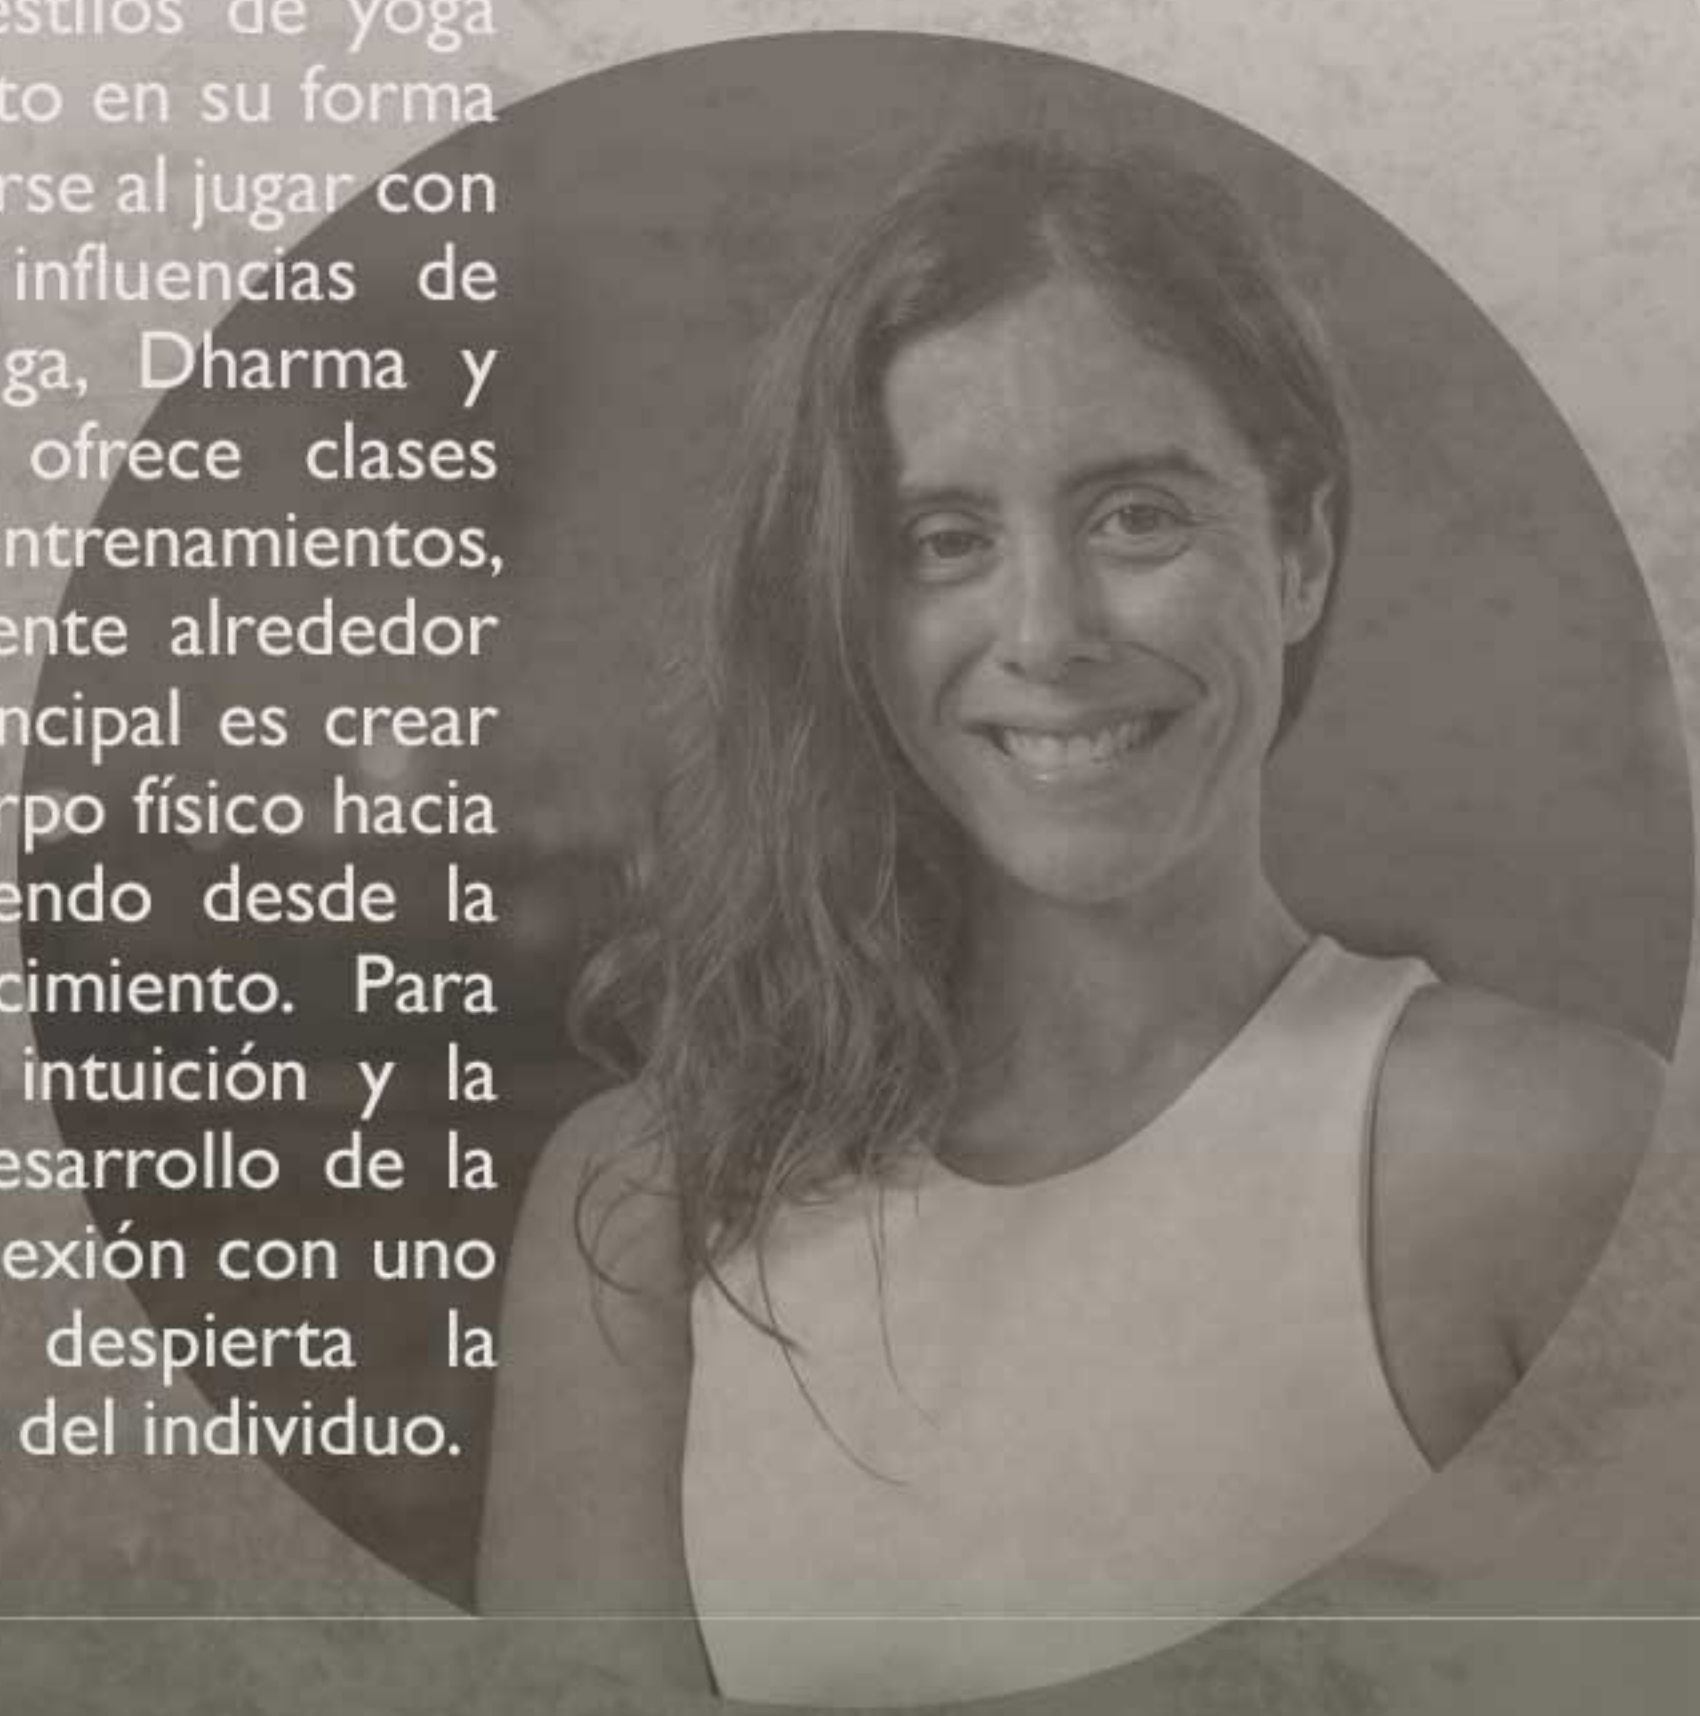 estilos de yoga
to en su forma
rse al jugar con
influencias de
ga, Dharma y
ofrece clases
ntrenamientos,
ente alrededor
ncipal es crear
rpo físico hacia
endo desde la
cimiento. Para
intuición y la
esarrollo de la
exión con uno
despierta la
del individuo.